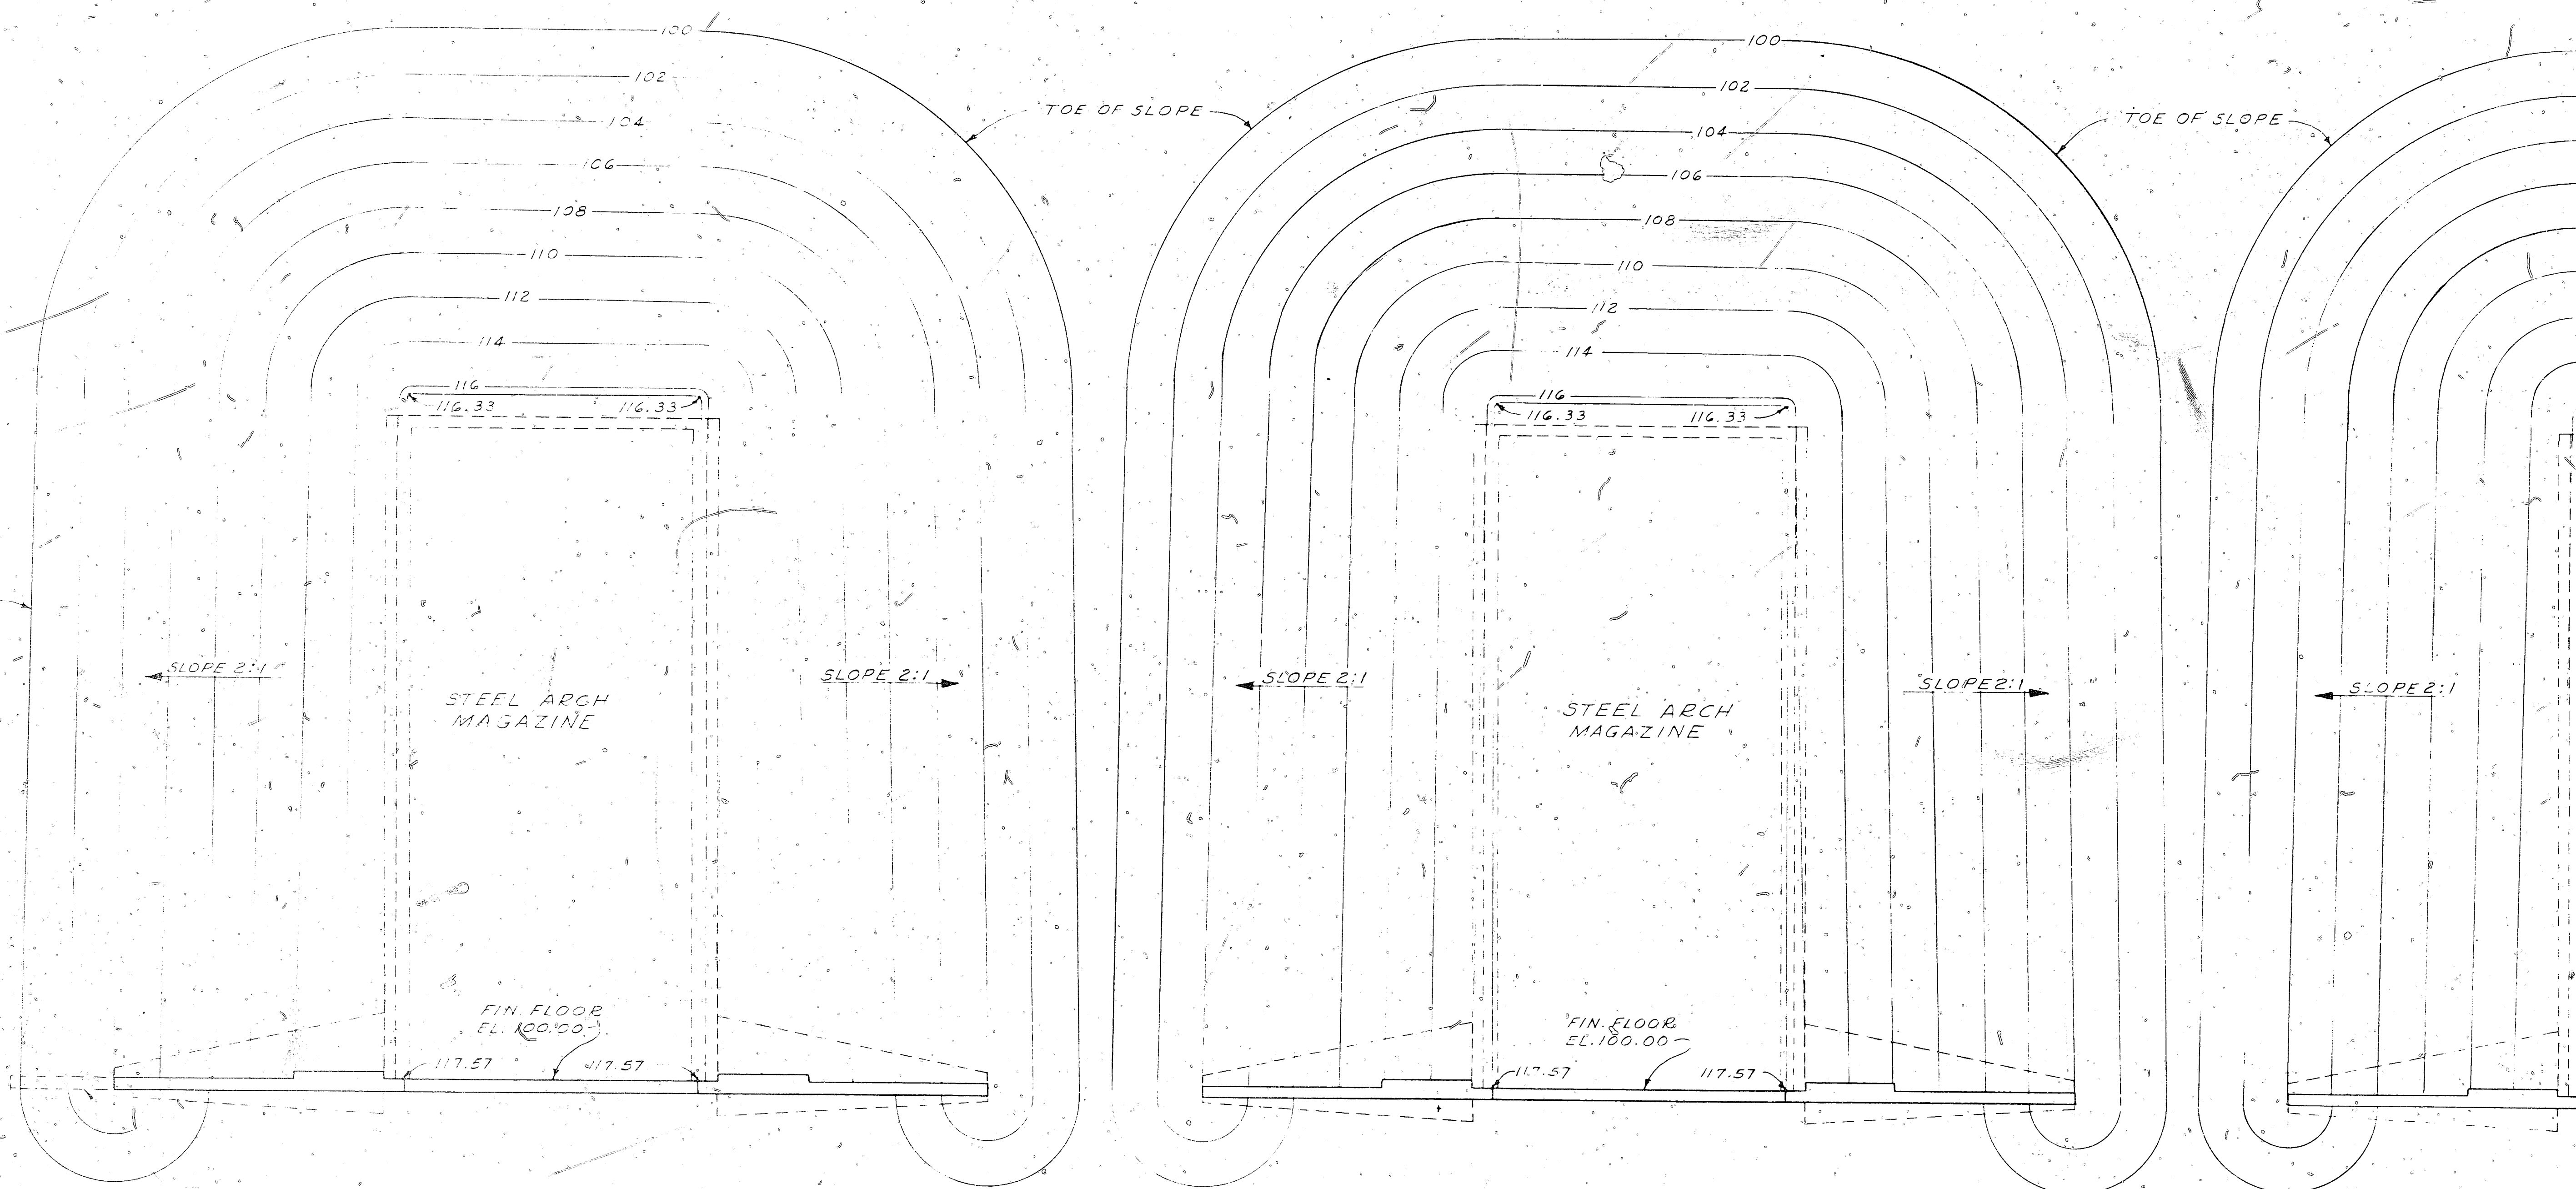 100
102
104
106
108
110
112
114
116
116.33
116.33
SLOPE 2:1
SLOPE 2:1
STEEL ARCH
MAGAZINE
FIN. FLOOR
EL. 100.00
117.57
117.57
TOE OF SLOPE
100
102
104
106
108
110
112
114
116
116.33
116.33
SLOPE 2:1
SLOPE 2:1
STEEL ARCH
MAGAZINE
FIN. FLOOR
EL. 100.00
117.57
117.57
TOE OF SLOPE
SLOPE 2:1